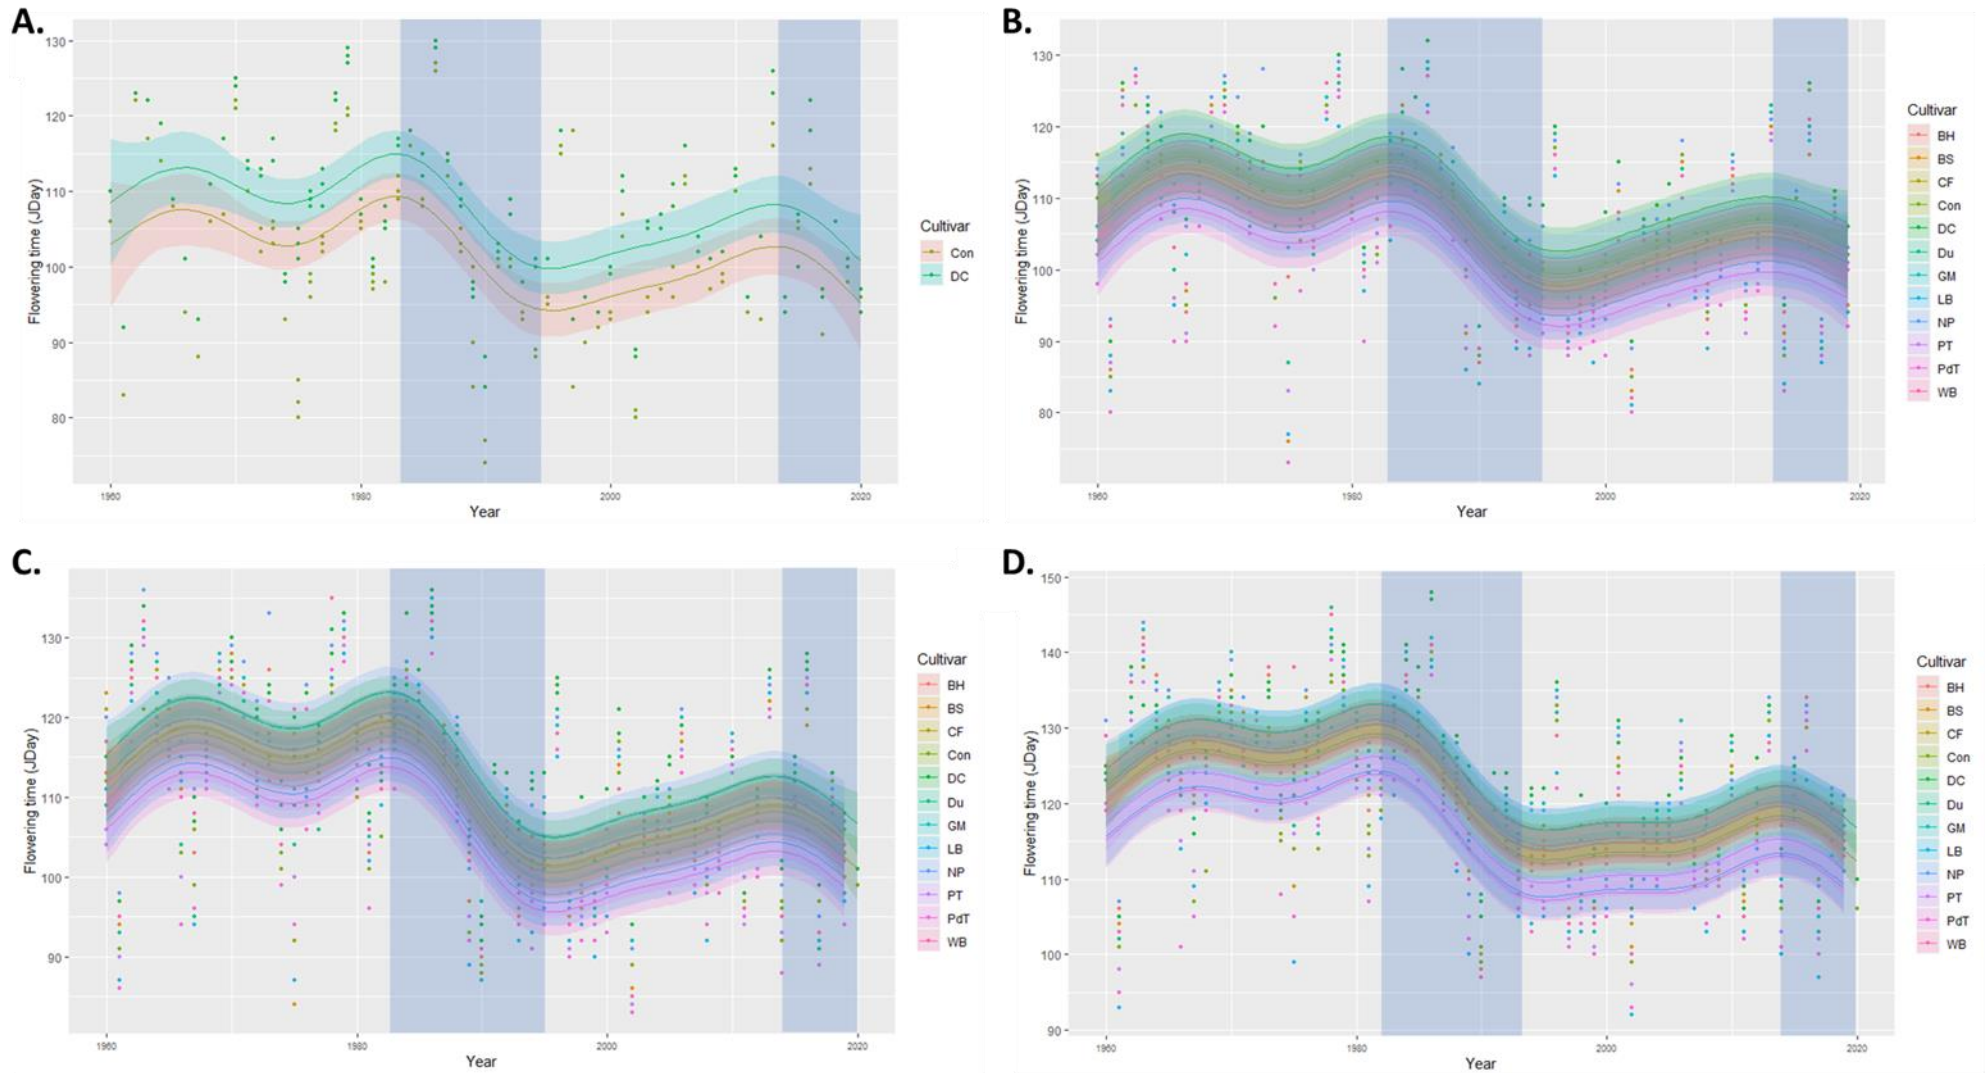 A.
Flowering time (JDay)
130
120
110
100
90
80
1960
1980
2000
2020
Year
Cultivar
Con
DC
B.
Flowering time (JDay)
130
120
110
100
90
80
1960
1980
2000
2020
Year
Cultivar
BH
BS
CF
Con
DC
Du
GM
LB
NP
PT
PdT
WB
C.
Flowering time (JDay)
130
120
110
100
90
1960
1980
2000
2020
Year
Cultivar
BH
BS
CF
Con
DC
Du
GM
LB
NP
PT
PdT
WB
D.
Flowering time (JDay)
150
140
130
120
110
100
90
1960
1980
2000
2020
Year
Cultivar
BH
BS
CF
Con
DC
Du
GM
LB
NP
PT
PdT
WB